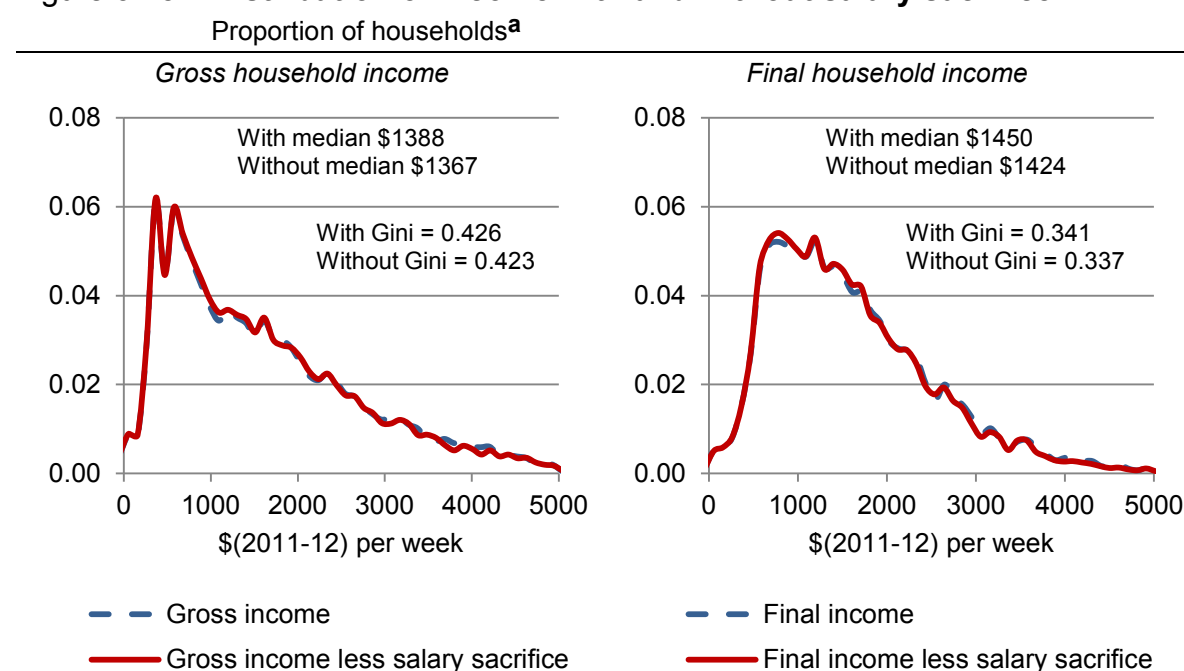 Proportion of householdsa
Gross household income
0.08
0.06
0.04
0.02
0.00
With median $1388
Without median $1367
With Gini = 0.426
Without Gini = 0.423
0 1000 2000 3000 4000 5000
$(2011-12) per week
Gross income
Gross income less salary sacrifice
Final household income
0.08
0.06
0.04
0.02
0.00
With median $1450
Without median $1424
With Gini = 0.341
Without Gini = 0.337
0 1000 2000 3000 4000 5000
$(2011-12) per week
Final income
Final income less salary sacrifice